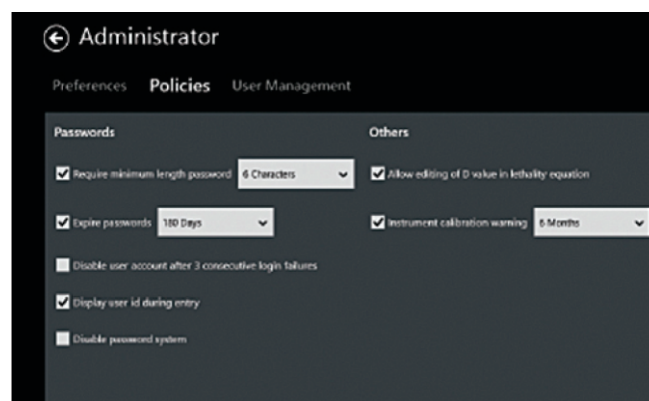 Administrator
Preferences Policies User Management
Passwords
Require minimum length password 6 Characters
Expire passwords 180 Days
Disable user account after 3 consecutive login failures
Display user id during entry
Disable password system
Others
Allow editing of D value in lethality equation
Instrument calibration warning 6 Months